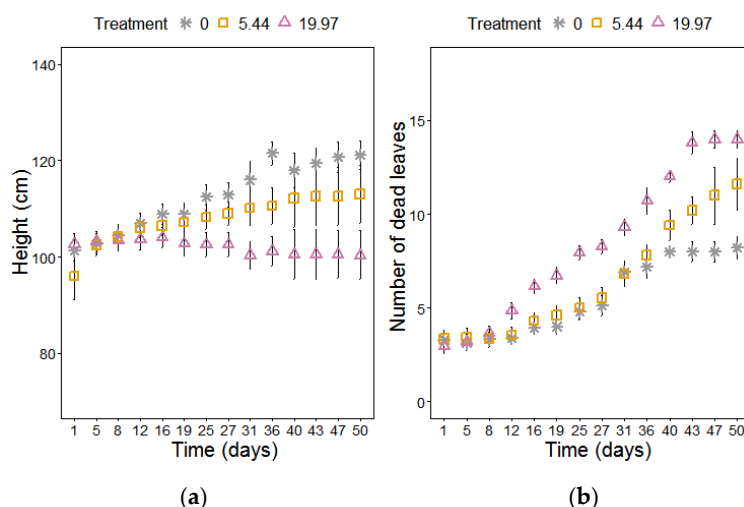 Treatment 0 5.44 19.97
Height (cm)
140
120
100
80
1 5 8 12 16 19 25 27 31 36 40 43 47 50
Time (days)
(a)
Treatment 0 5.44 19.97
Number of dead leaves
15
10
5
0
1 5 8 12 16 19 25 27 31 36 40 43 47 50
Time (days)
(b)